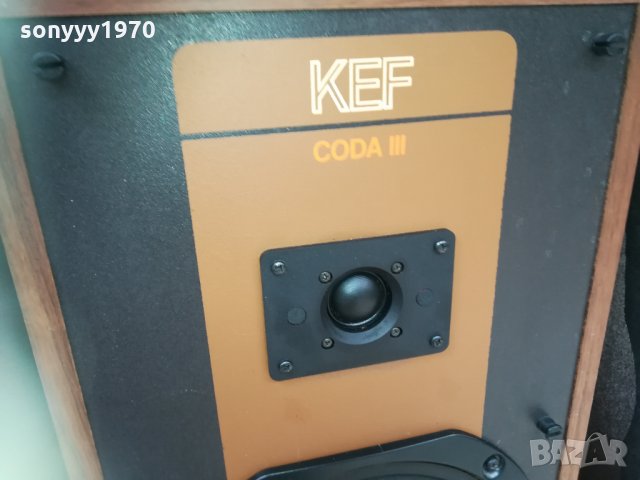 sonyyy1970
KEF
CODA III
BAZAR